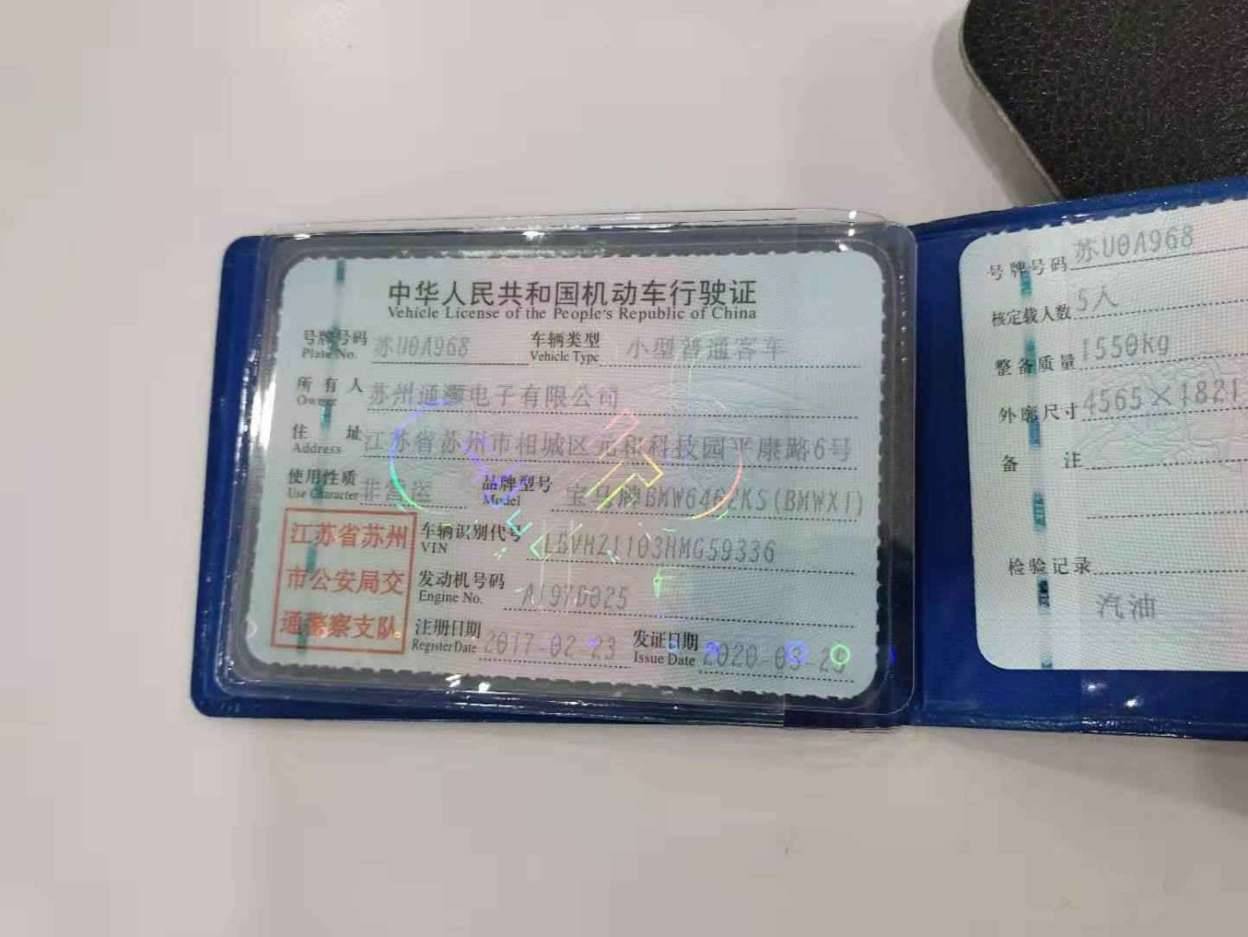 中华人民共和国机动车行驶证
Vehicle License of the People's Republic of China
号牌号码 苏U0A968 车辆类型 小型普通客车
Plate No. Vehicle Type
所有人 苏州通灏电子有限公司
Owner
住址 江苏省苏州市相城区元和科技园平康路6号
Address
使用性质 非营运 品牌型号 宝马牌BMW6462KS(BMWX1)
Use Character Model
江苏省苏州
市公安局交
通警察支队
车辆识别代号 LBVHZ1103HMG59336
VIN
发动机号码
Engine No.
注册日期 2017-02-23 发证日期
Register Date Issue Date
号牌号码 苏U0A968
核定载人数 5人
整备质量 1550kg
外廓尺寸 4565×1821
备注
检验记录
汽油